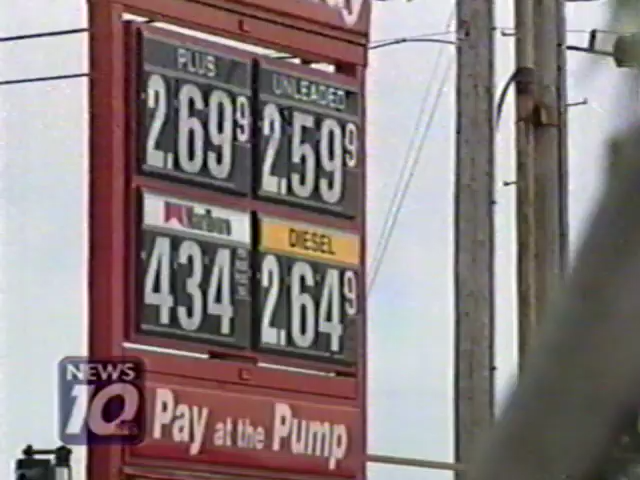 PLUS
2.69 9
UNLEADED
2.59 9
Marlboro
434
DIESEL
2.64 9
NEWS
10
Pay at the Pump